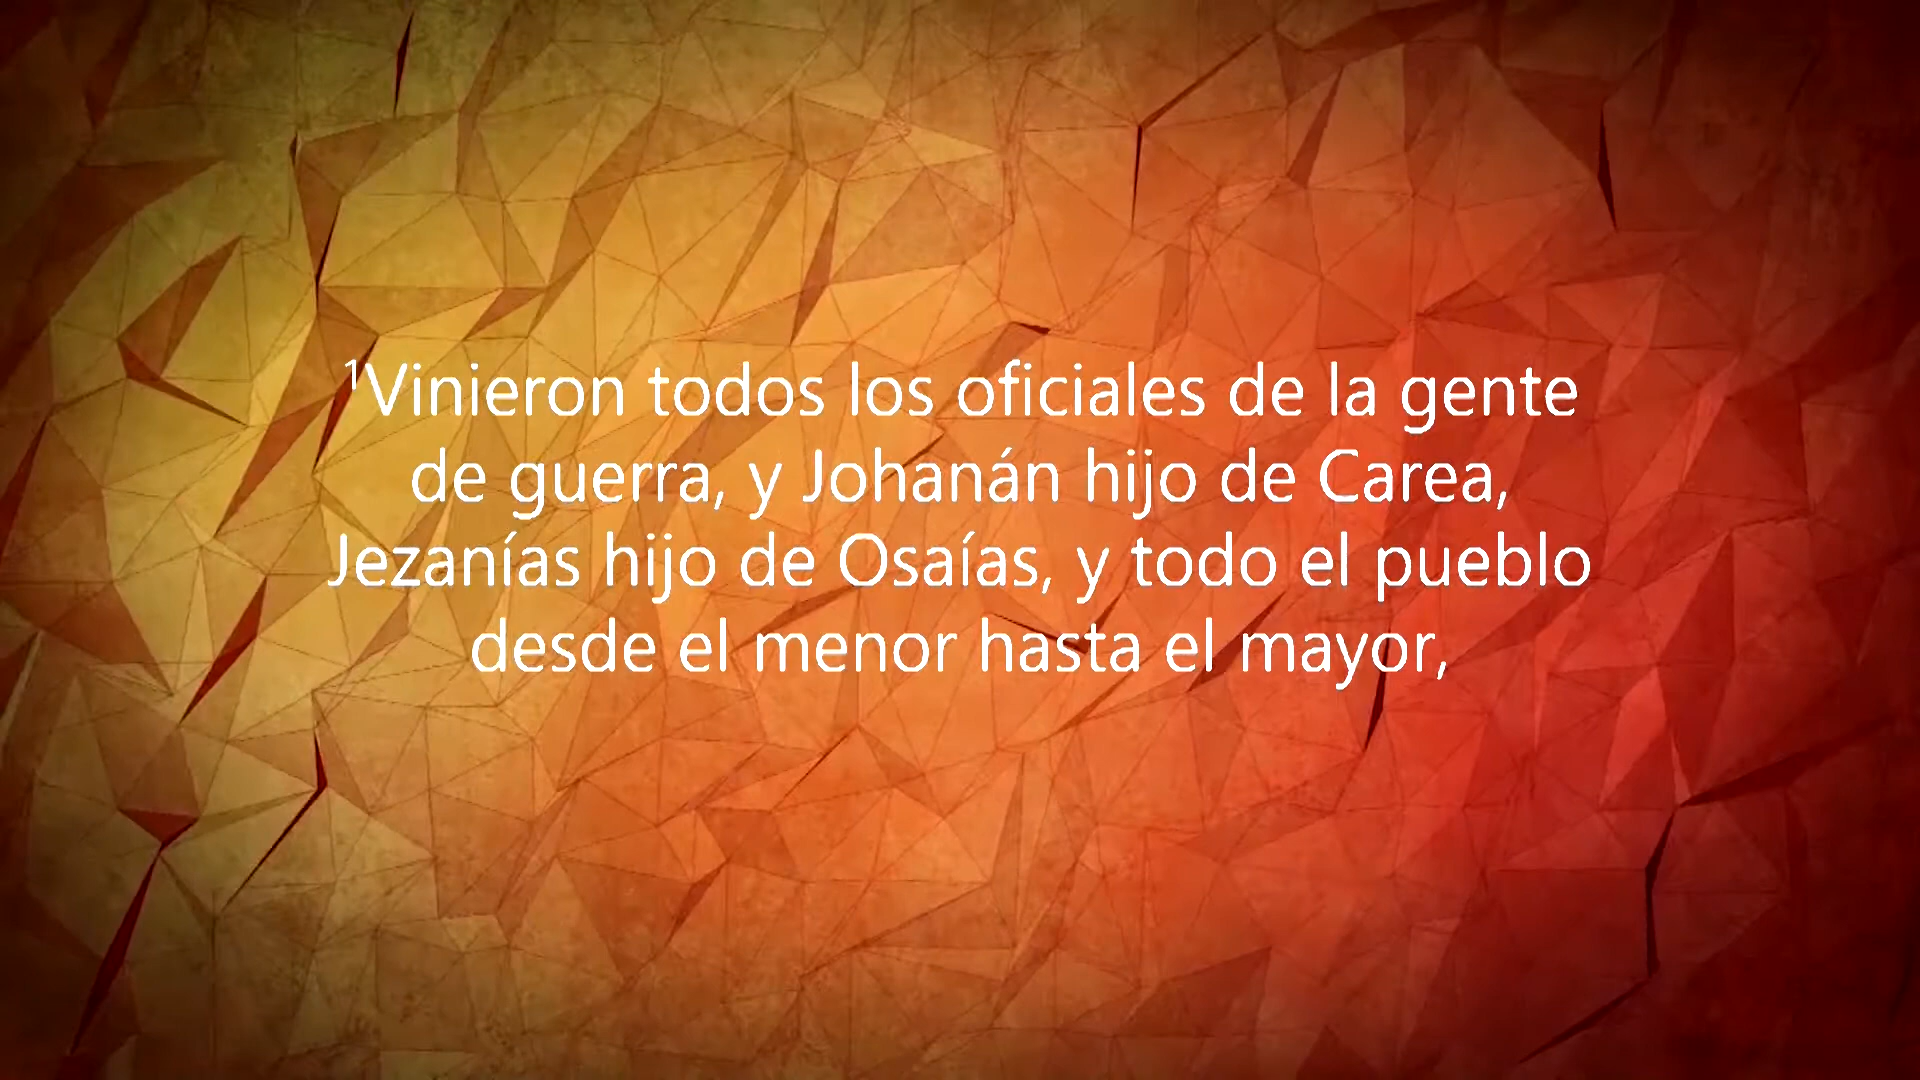 ¹Vinieron todos los oficiales de la gente
de guerra, y Johanán hijo de Carea,
Jezanías hijo de Osaías, y todo el pueblo
desde el menor hasta el mayor,